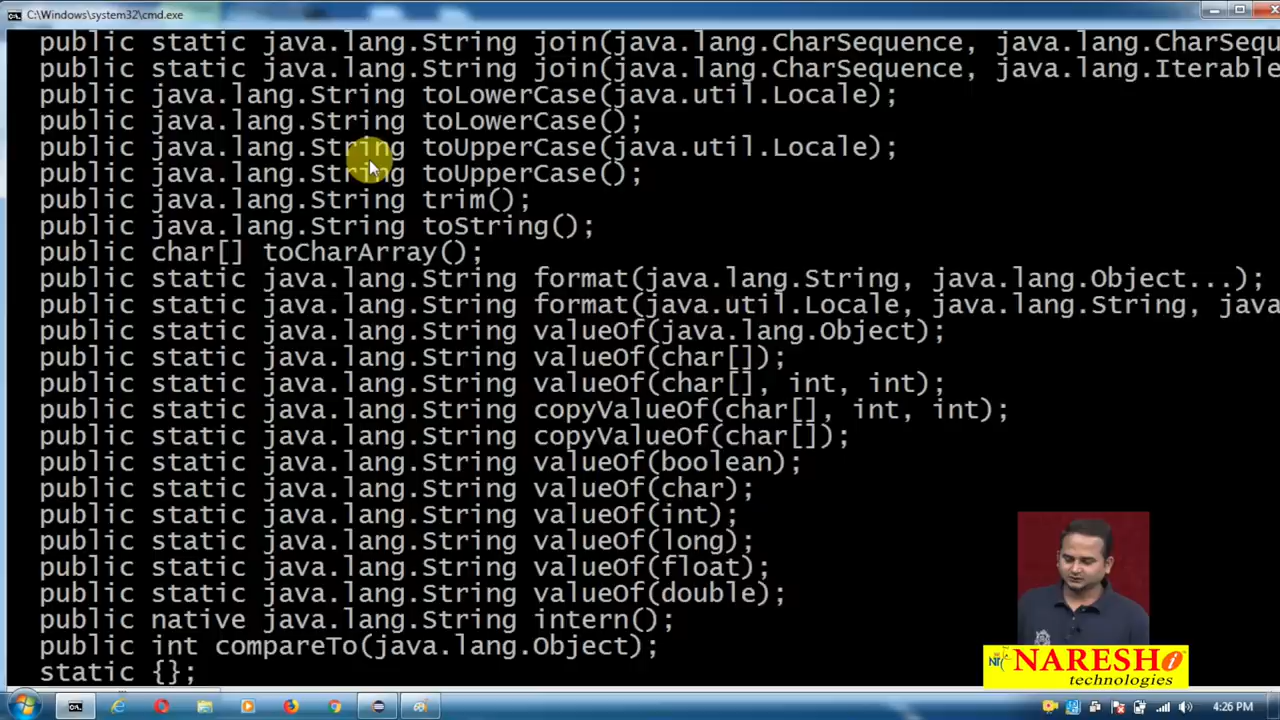 C:\Windows\system32\cmd.exe
public static java.lang.String join(java.lang.CharSequence, java.lang.CharSequ
public static java.lang.String join(java.lang.CharSequence, java.lang.Iterable
public java.lang.String toLowerCase(java.util.Locale);
public java.lang.String toLowerCase();
public java.lang.String toUpperCase(java.util.Locale);
public java.lang.String toUpperCase();
public java.lang.String trim();
public java.lang.String toString();
public char[] toCharArray();
public static java.lang.String format(java.lang.String, java.lang.Object...);
public static java.lang.String format(java.util.Locale, java.lang.String, java
public static java.lang.String valueOf(java.lang.Object);
public static java.lang.String valueOf(char[]);
public static java.lang.String valueOf(char[], int, int);
public static java.lang.String copyValueOf(char[], int, int);
public static java.lang.String copyValueOf(char[]);
public static java.lang.String valueOf(boolean);
public static java.lang.String valueOf(char);
public static java.lang.String valueOf(int);
public static java.lang.String valueOf(long);
public static java.lang.String valueOf(float);
public static java.lang.String valueOf(double);
public native java.lang.String intern();
public int compareTo(java.lang.Object);
static {};
NARESH i
technologies
4:26 PM